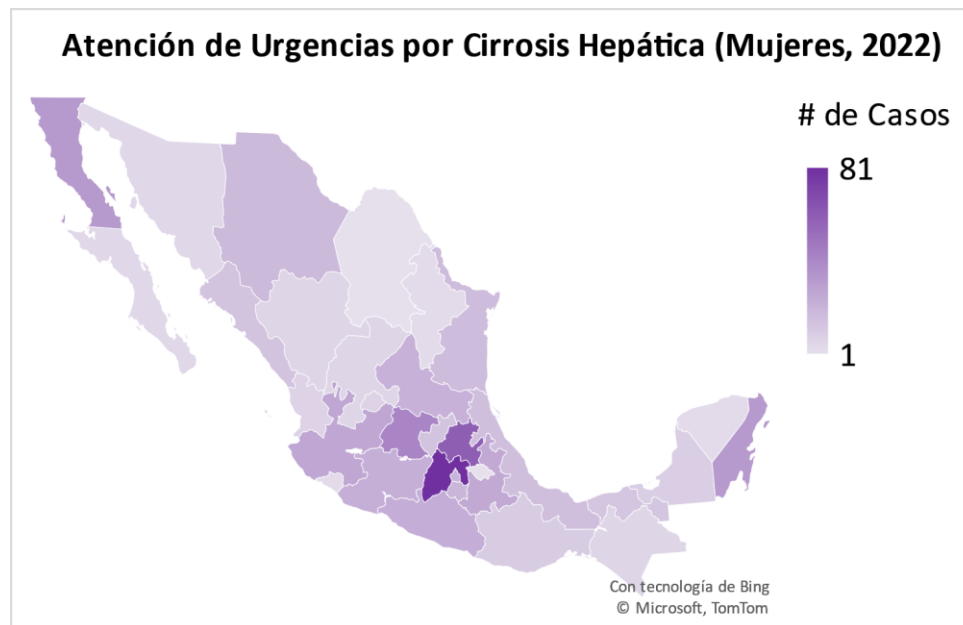 Atención de Urgencias por Cirrosis Hepática (Mujeres, 2022)
# de Casos
81
1
Con tecnología de Bing
© Microsoft, TomTom